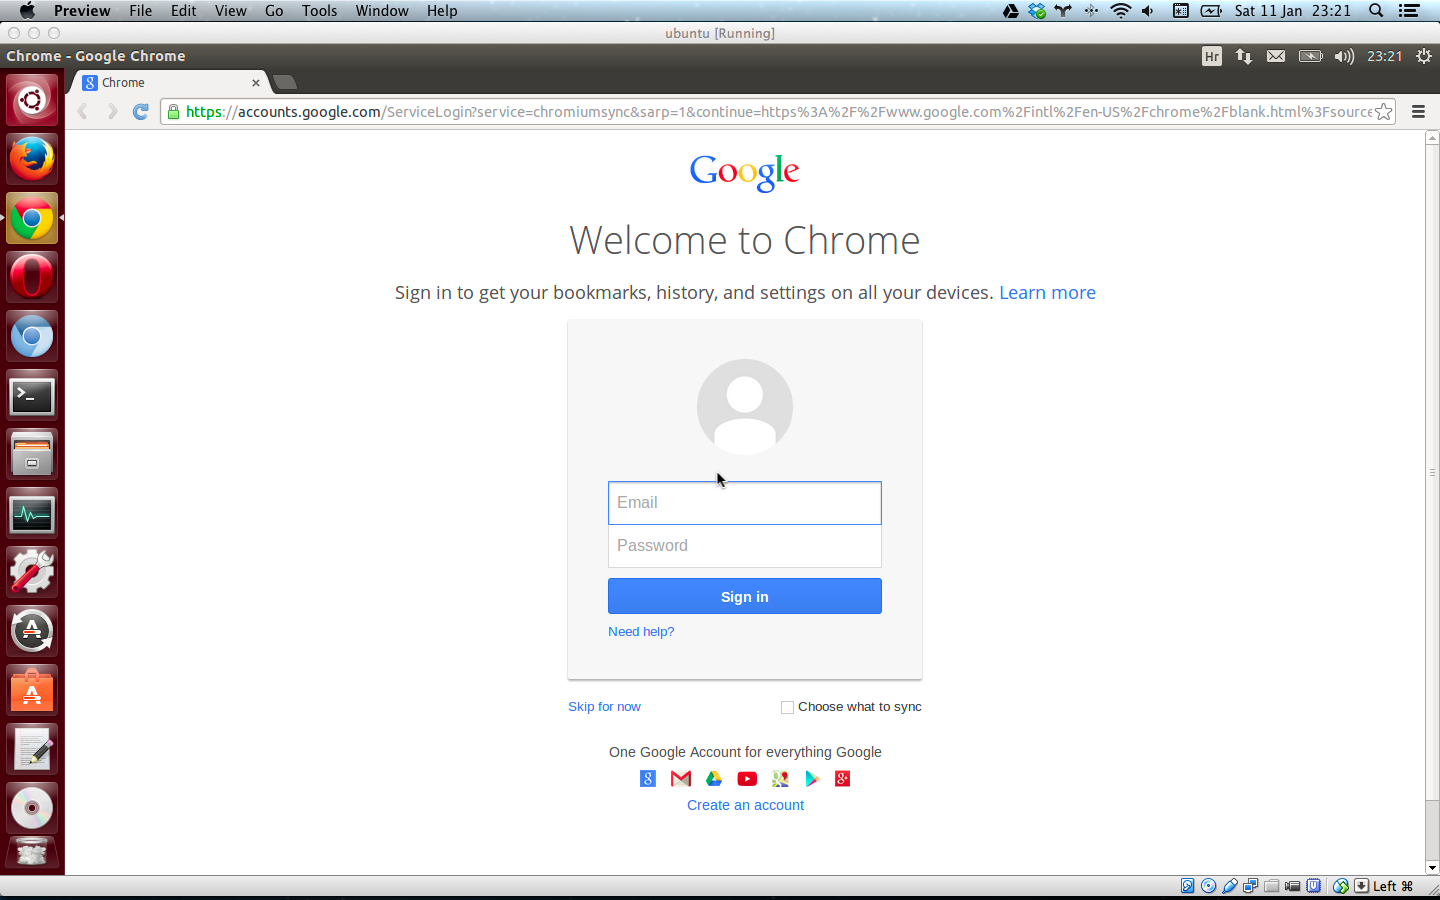 Preview File Edit View Go Tools Window Help Sat 11 Jan 23:21
ubuntu [Running]
Chrome - Google Chrome Hr 23:21
Chrome
https://accounts.google.com/ServiceLogin?service=chromiumsync&sarp=1&continue=https%3A%2F%2Fwww.google.com%2Fintl%2Fen-US%2Fchrome%2Fblank.html%3Fsource
Google
Welcome to Chrome
Sign in to get your bookmarks, history, and settings on all your devices. Learn more
Email
Password
Sign in
Need help?
Skip for now Choose what to sync
One Google Account for everything Google
Create an account
Left ⌘